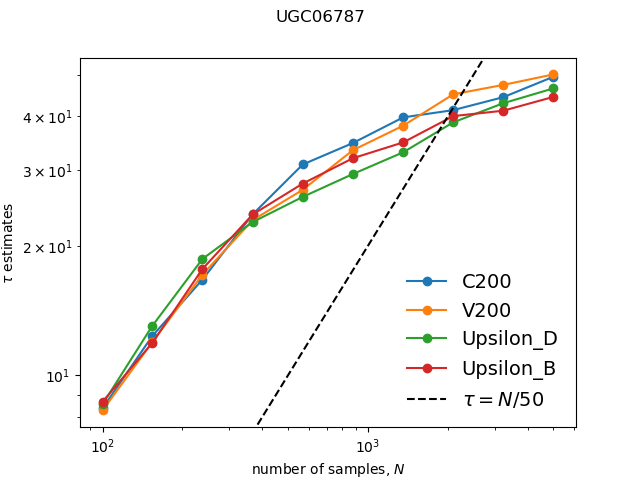 UGC06787
τ estimates
4 × 10¹
3 × 10¹
2 × 10¹
10¹
C200
V200
Upsilon_D
Upsilon_B
τ = N/50
10² 10³
number of samples, N